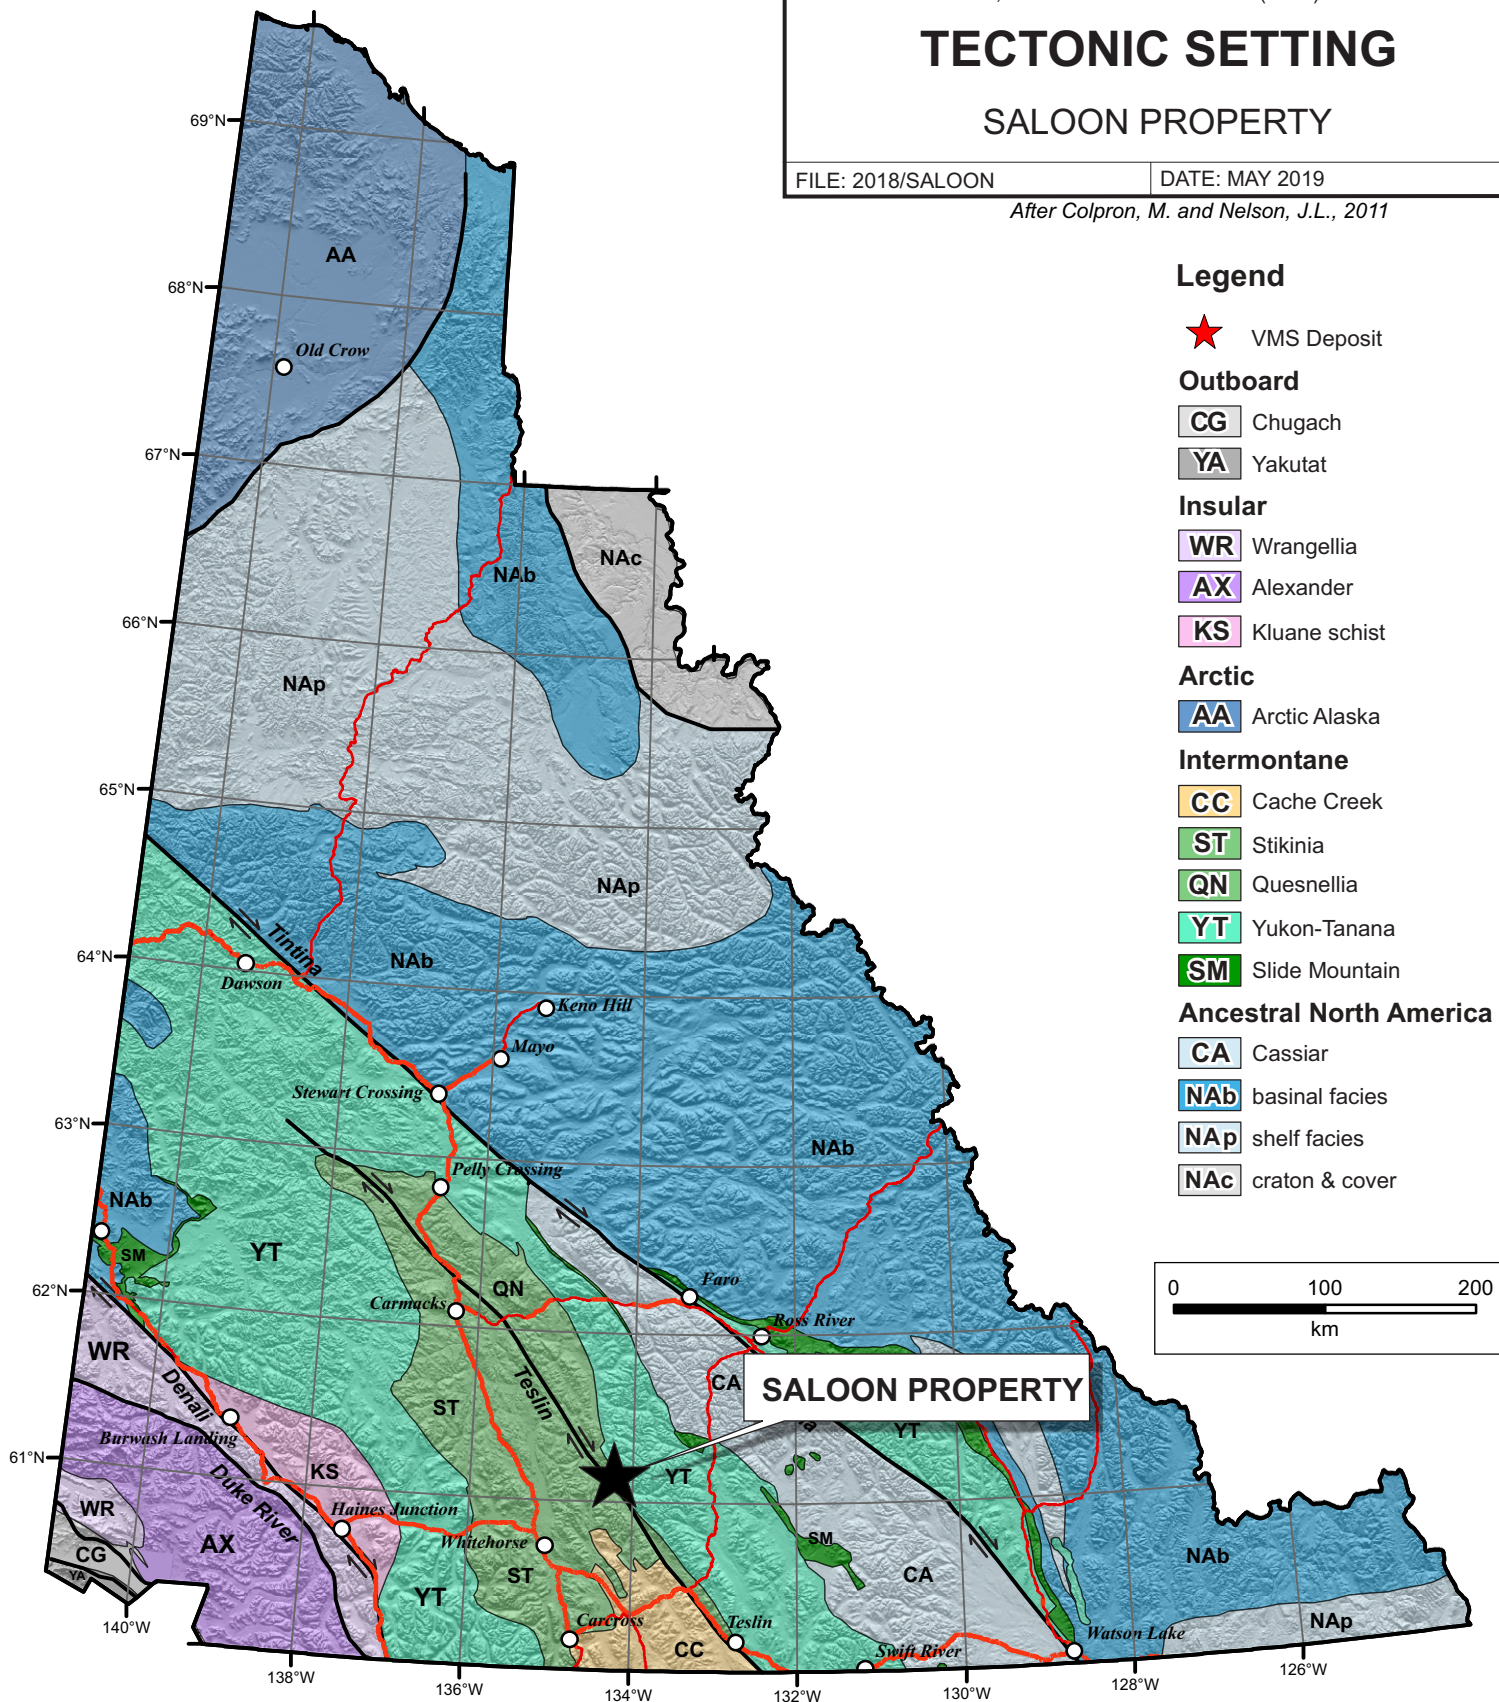 TECTONIC SETTING
SALOON PROPERTY
FILE: 2018/SALOON
DATE: MAY 2019
After Colpron, M. and Nelson, J.L., 2011
Legend
VMS Deposit
Outboard
CG Chugach
YA Yakutat
Insular
WR Wrangellia
AX Alexander
KS Kluane schist
Arctic
AA Arctic Alaska
Intermontane
CC Cache Creek
ST Stikinia
QN Quesnellia
YT Yukon-Tanana
SM Slide Mountain
Ancestral North America
CA Cassiar
NAb basinal facies
NAp shelf facies
NAc craton & cover
0 100 200
km
69°N
AA
68°N
Old Crow
67°N
NAc
NAb
66°N
NAp
65°N
NAp
Tintina
64°N
NAb
Dawson
Keno Hill
Mayo
Stewart Crossing
63°N
NAb
Pelly Crossing
NAb
YT
SM
62°N
QN
Faro
Carmacks
Ross River
WR
Denali
Teslin
CA
SALOON PROPERTY
ST
YT
Burwash Landing
61°N
KS
Duke River
YT
WR
Haines Junction
AX
Whitehorse
SM
CG
YA
NAb
ST
CA
YT
Carcross
Teslin
NAp
CC
Swift River
Watson Lake
140°W
138°W
136°W
134°W
132°W
130°W
128°W
126°W